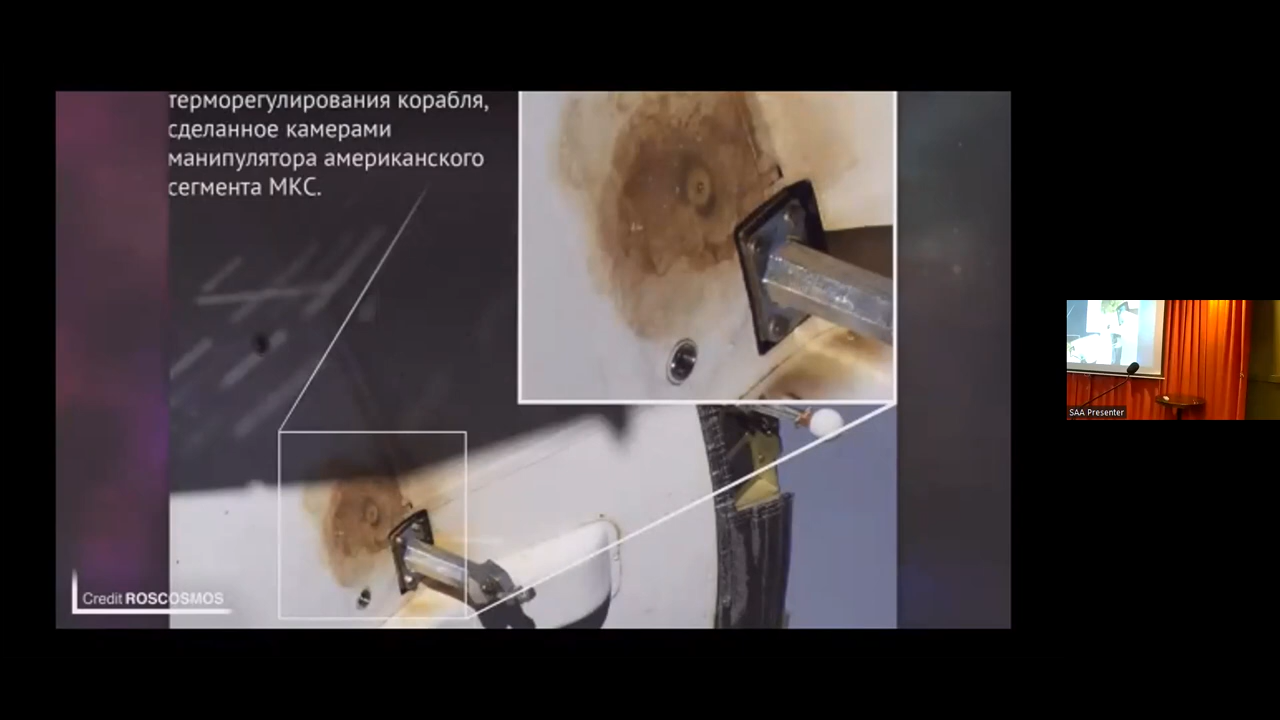 терморегулирования корабля,
сделанное камерами
манипулятора американского
сегмента МКС.
Credit ROSCOSMOS
SAA Presenter